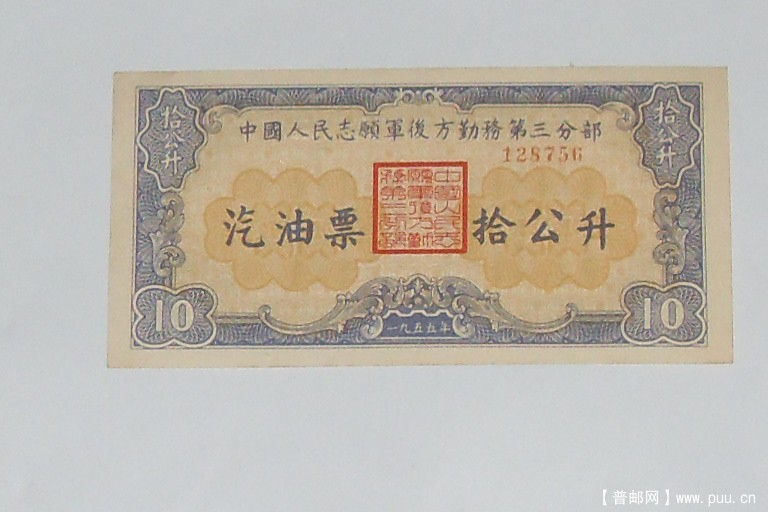 中國人民志願軍後方勤務第三分部
128756
拾公升
拾公升
汽油票
拾公升
10
10
一九五五年
【普邮网】www.puu.cn